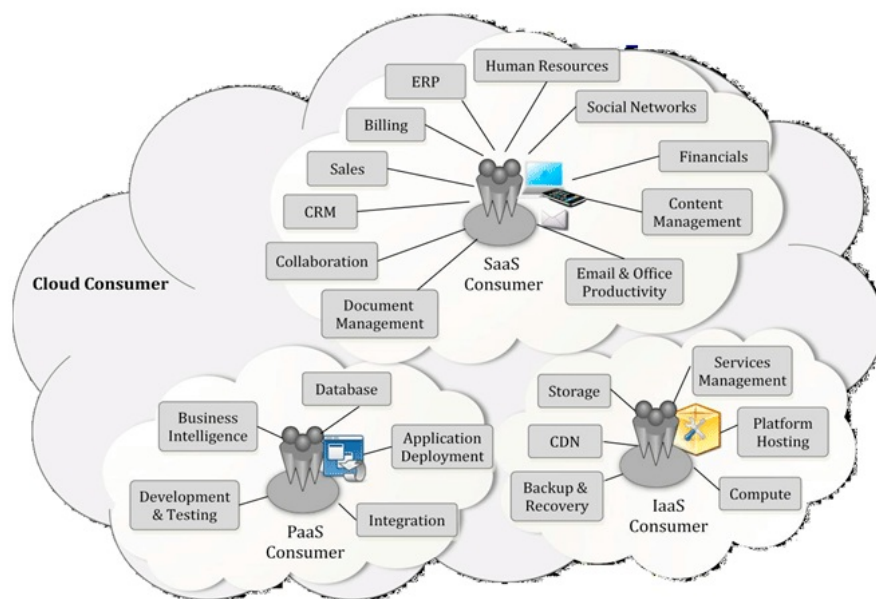 Human Resources
ERP
Social Networks
Billing
Financials
Sales
Content
Management
CRM
Collaboration
SaaS
Consumer
Email & Office
Productivity
Document
Management
Cloud Consumer
Database
Business
Intelligence
Application
Deployment
Development
& Testing
Integration
PaaS
Consumer
Services
Management
Storage
Platform
Hosting
CDN
Backup &
Recovery
Compute
IaaS
Consumer